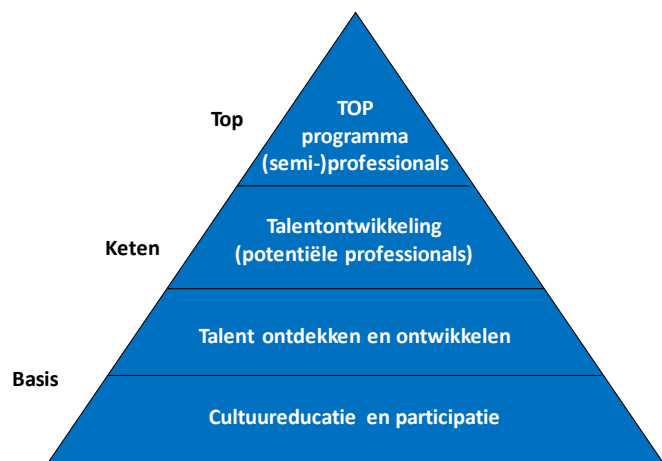 Top
TOP
programma
(semi-)professionals
Keten
Talentontwikkeling
(potentiële professionals)
Talent ontdekken en ontwikkelen
Basis
Cultuureducatie en participatie